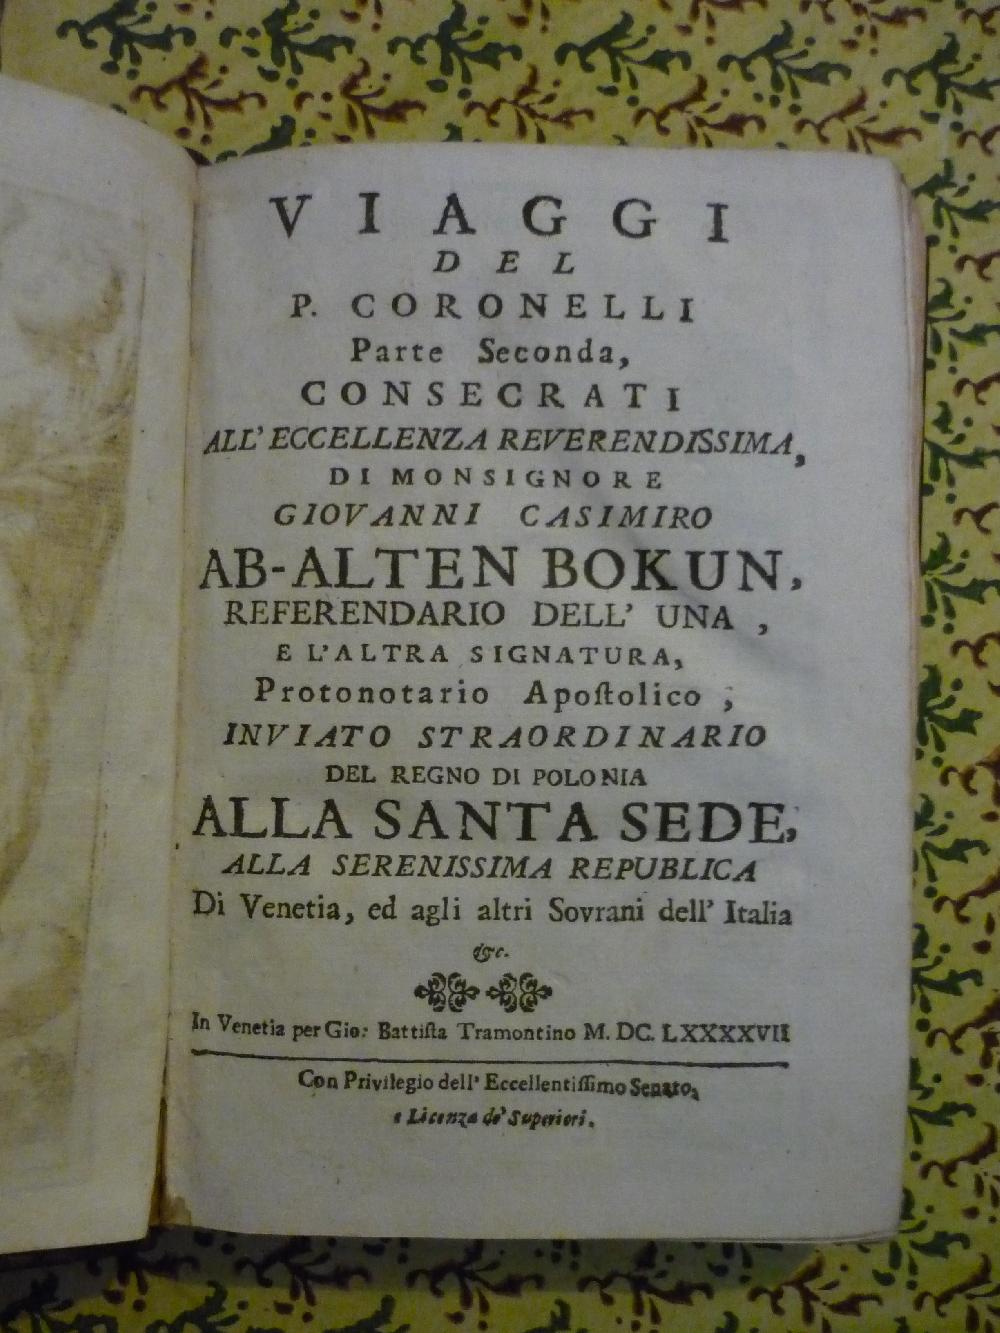 VIAGGI
DEL
P. CORONELLI
Parte Seconda,
CONSECRATI
ALL' ECCELLENZA REVERENDISSIMA,
DI MONSIGNORE
GIOVANNI CASIMIRO
AB-ALTEN BOKUN,
REFERENDARIO DELL' UNA ,
E L'ALTRA SIGNATURA,
Protonotario Apoſtolico ;
INVIATO STRAORDINARIO
DEL REGNO DI POLONIA
ALLA SANTA SEDE,
ALLA SERENISSIMA REPUBLICA
Di Venetia, ed agli altri Sovrani dell' Italia
&c.
In Venetia per Gio: Battiſta Tramontino M. DC. LXXXXVII
Con Privilegio dell' Eccellentiſſimo Senato,
e Licenza de' Superiori.